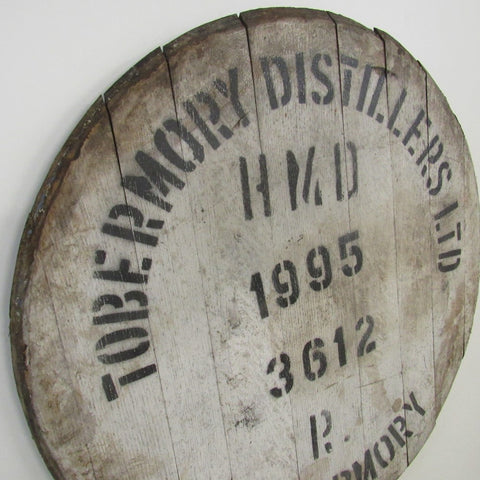 TOBERMORY DISTILLERS LTD
HMD
1995
3612
R.